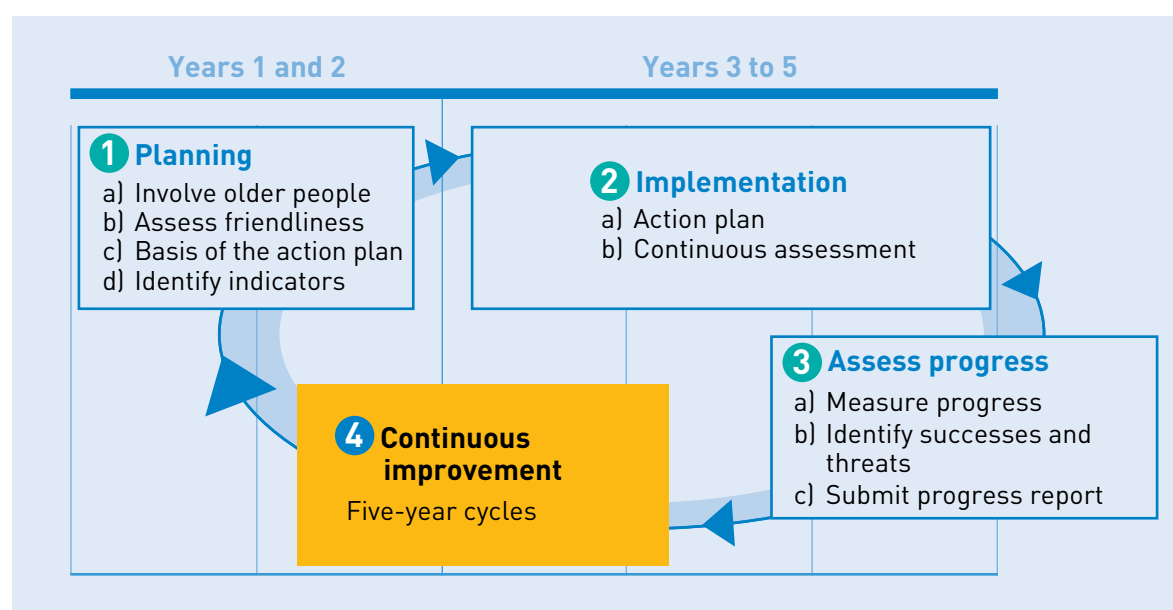 Years 1 and 2
Years 3 to 5
1 Planning
a) Involve older people
b) Assess friendliness
c) Basis of the action plan
d) Identify indicators
2 Implementation
a) Action plan
b) Continuous assessment
3 Assess progress
a) Measure progress
b) Identify successes and
threats
c) Submit progress report
4 Continuous
improvement
Five-year cycles